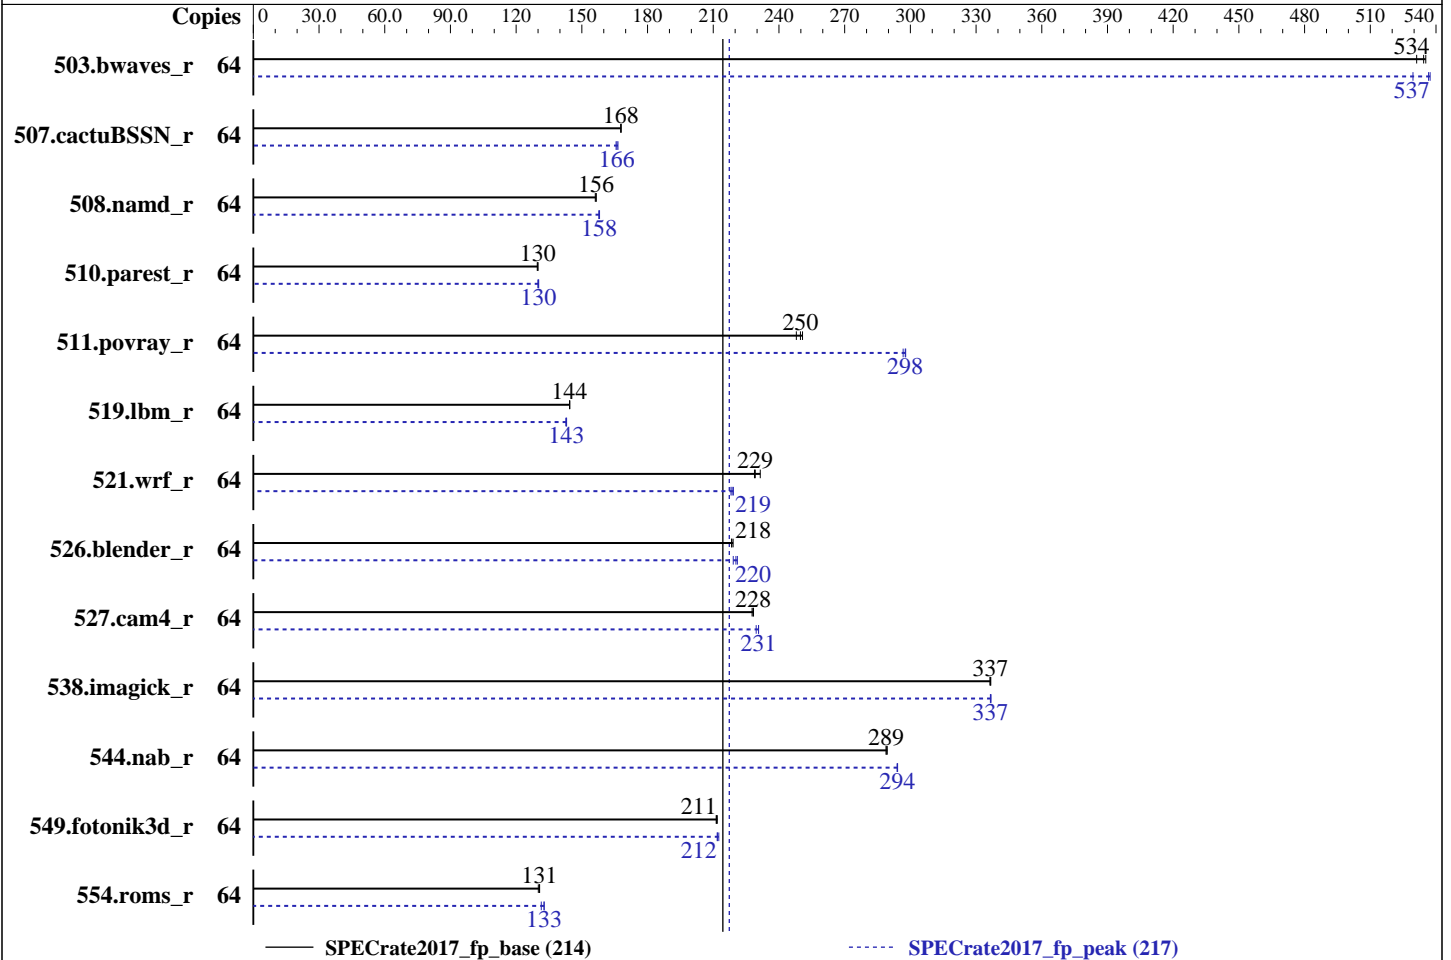 Copies 0 30.0 60.0 90.0 120 150 180 210 240 270 300 330 360 390 420 450 480 510 540
503.bwaves_r 64 534
537
507.cactuBSSN_r 64 168
166
508.namd_r 64 156
158
510.parest_r 64 130
130
511.povray_r 64 250
298
519.lbm_r 64 144
143
521.wrf_r 64 229
219
526.blender_r 64 218
220
527.cam4_r 64 228
231
538.imagick_r 64 337
337
544.nab_r 64 289
294
549.fotonik3d_r 64 211
212
554.roms_r 64 131
133
SPECrate2017_fp_base (214) SPECrate2017_fp_peak (217)